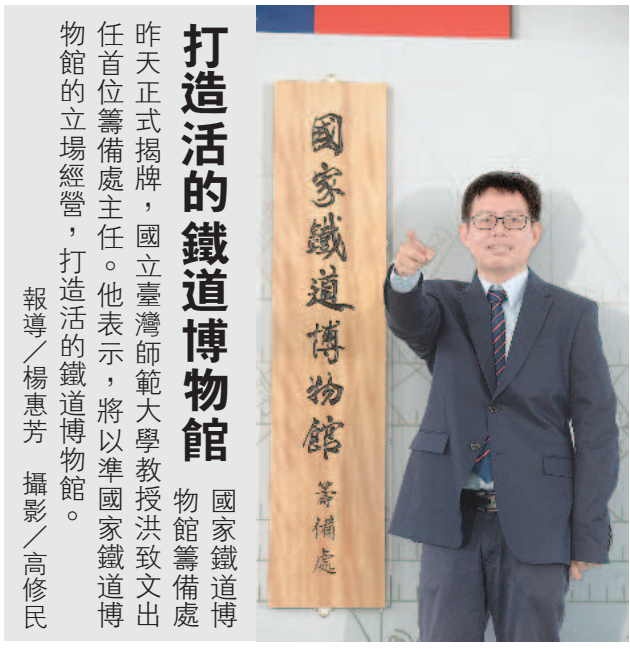 打造活的鐵道博物館
國家鐵道博
物館籌備處
昨天正式揭牌，國立臺灣師範大學教授洪致文出
任首位籌備處主任。他表示，將以準國家鐵道博
物館的立場經營，打造活的鐵道博物館。
報導／楊惠芳　攝影／高修民
國家鐵道博物館籌備處